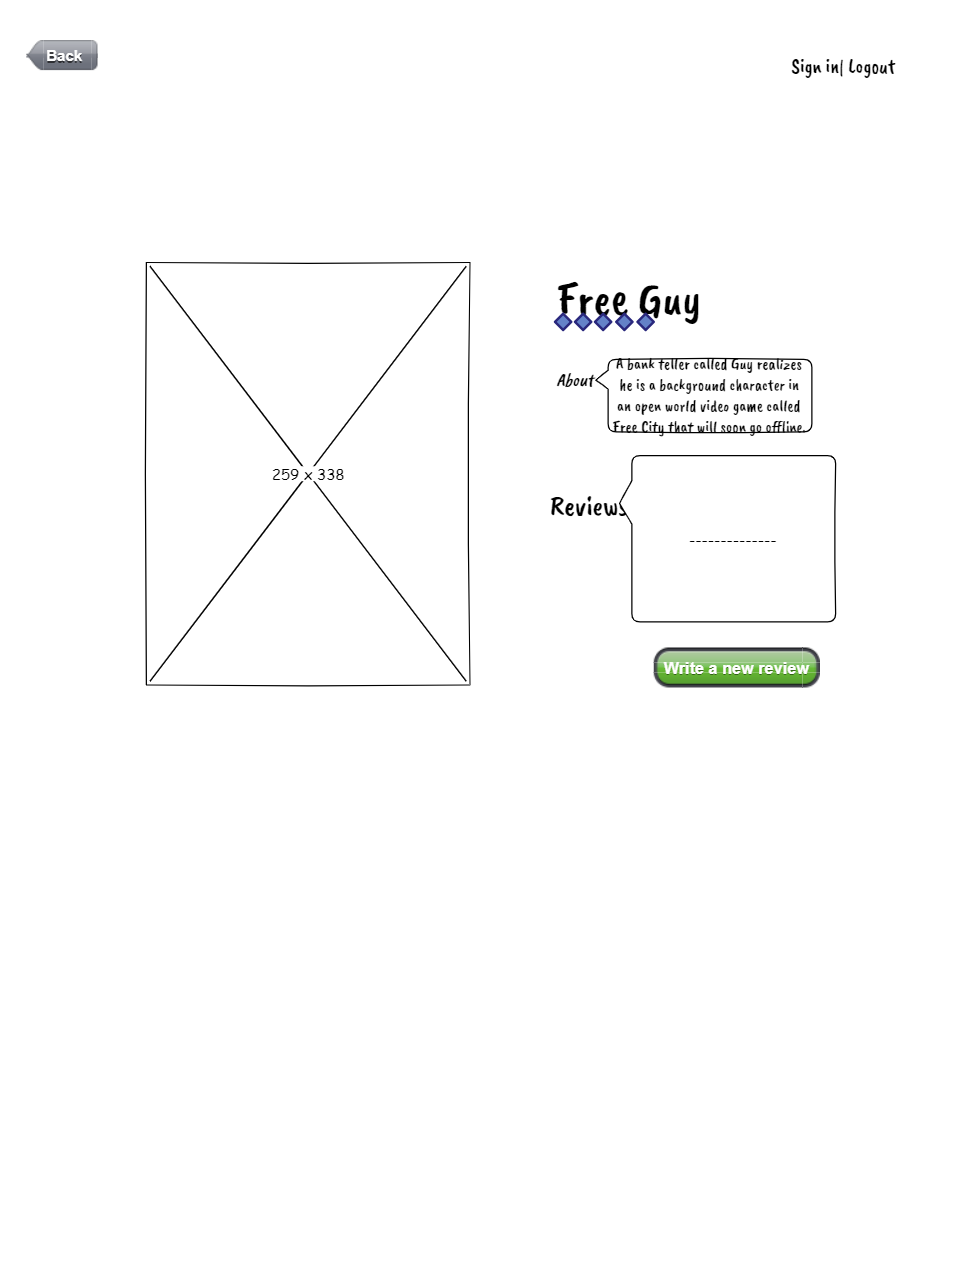 Back
Sign in| Logout
259 x 338
Free Guy
About
A bank teller called Guy realizes
he is a background character in
an open world video game called
Free City that will soon go offline.
Reviews
--------------
Write a new review